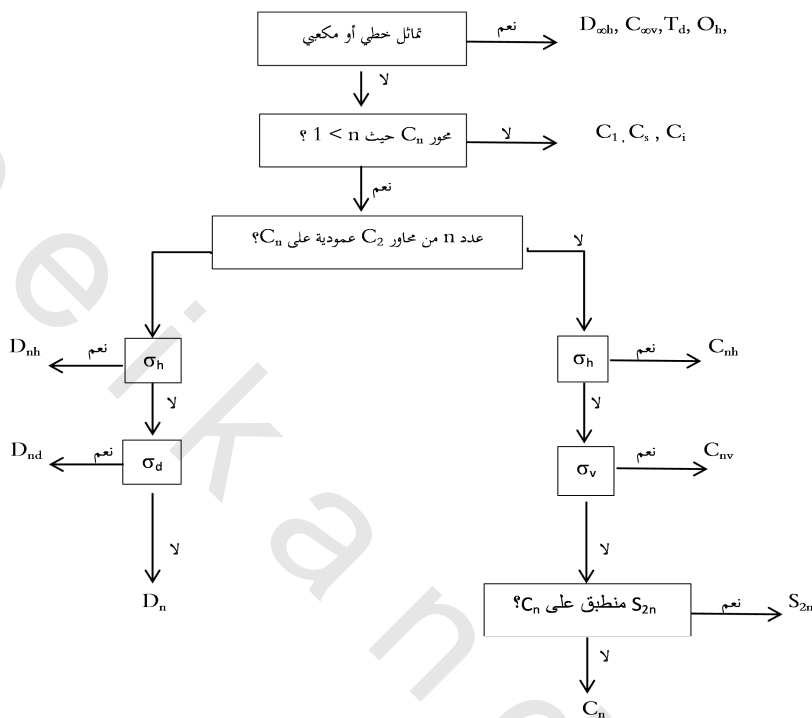 تماثل خطي أو مكعبي
نعم
D∞h, C∞v, Td, Oh,
لا
محور Cn حيث 1 < n ؟
لا
C1, Cs , Ci
نعم
عدد n من محاور C2 عمودية على Cn؟
لا
Dnh
نعم
σh
σh
نعم
Cnh
لا
لا
Dnd
نعم
σd
σv
نعم
Cnv
لا
لا
Dn
S2n منطبق على Cn؟
نعم
S2n
لا
Cn
e i k a n